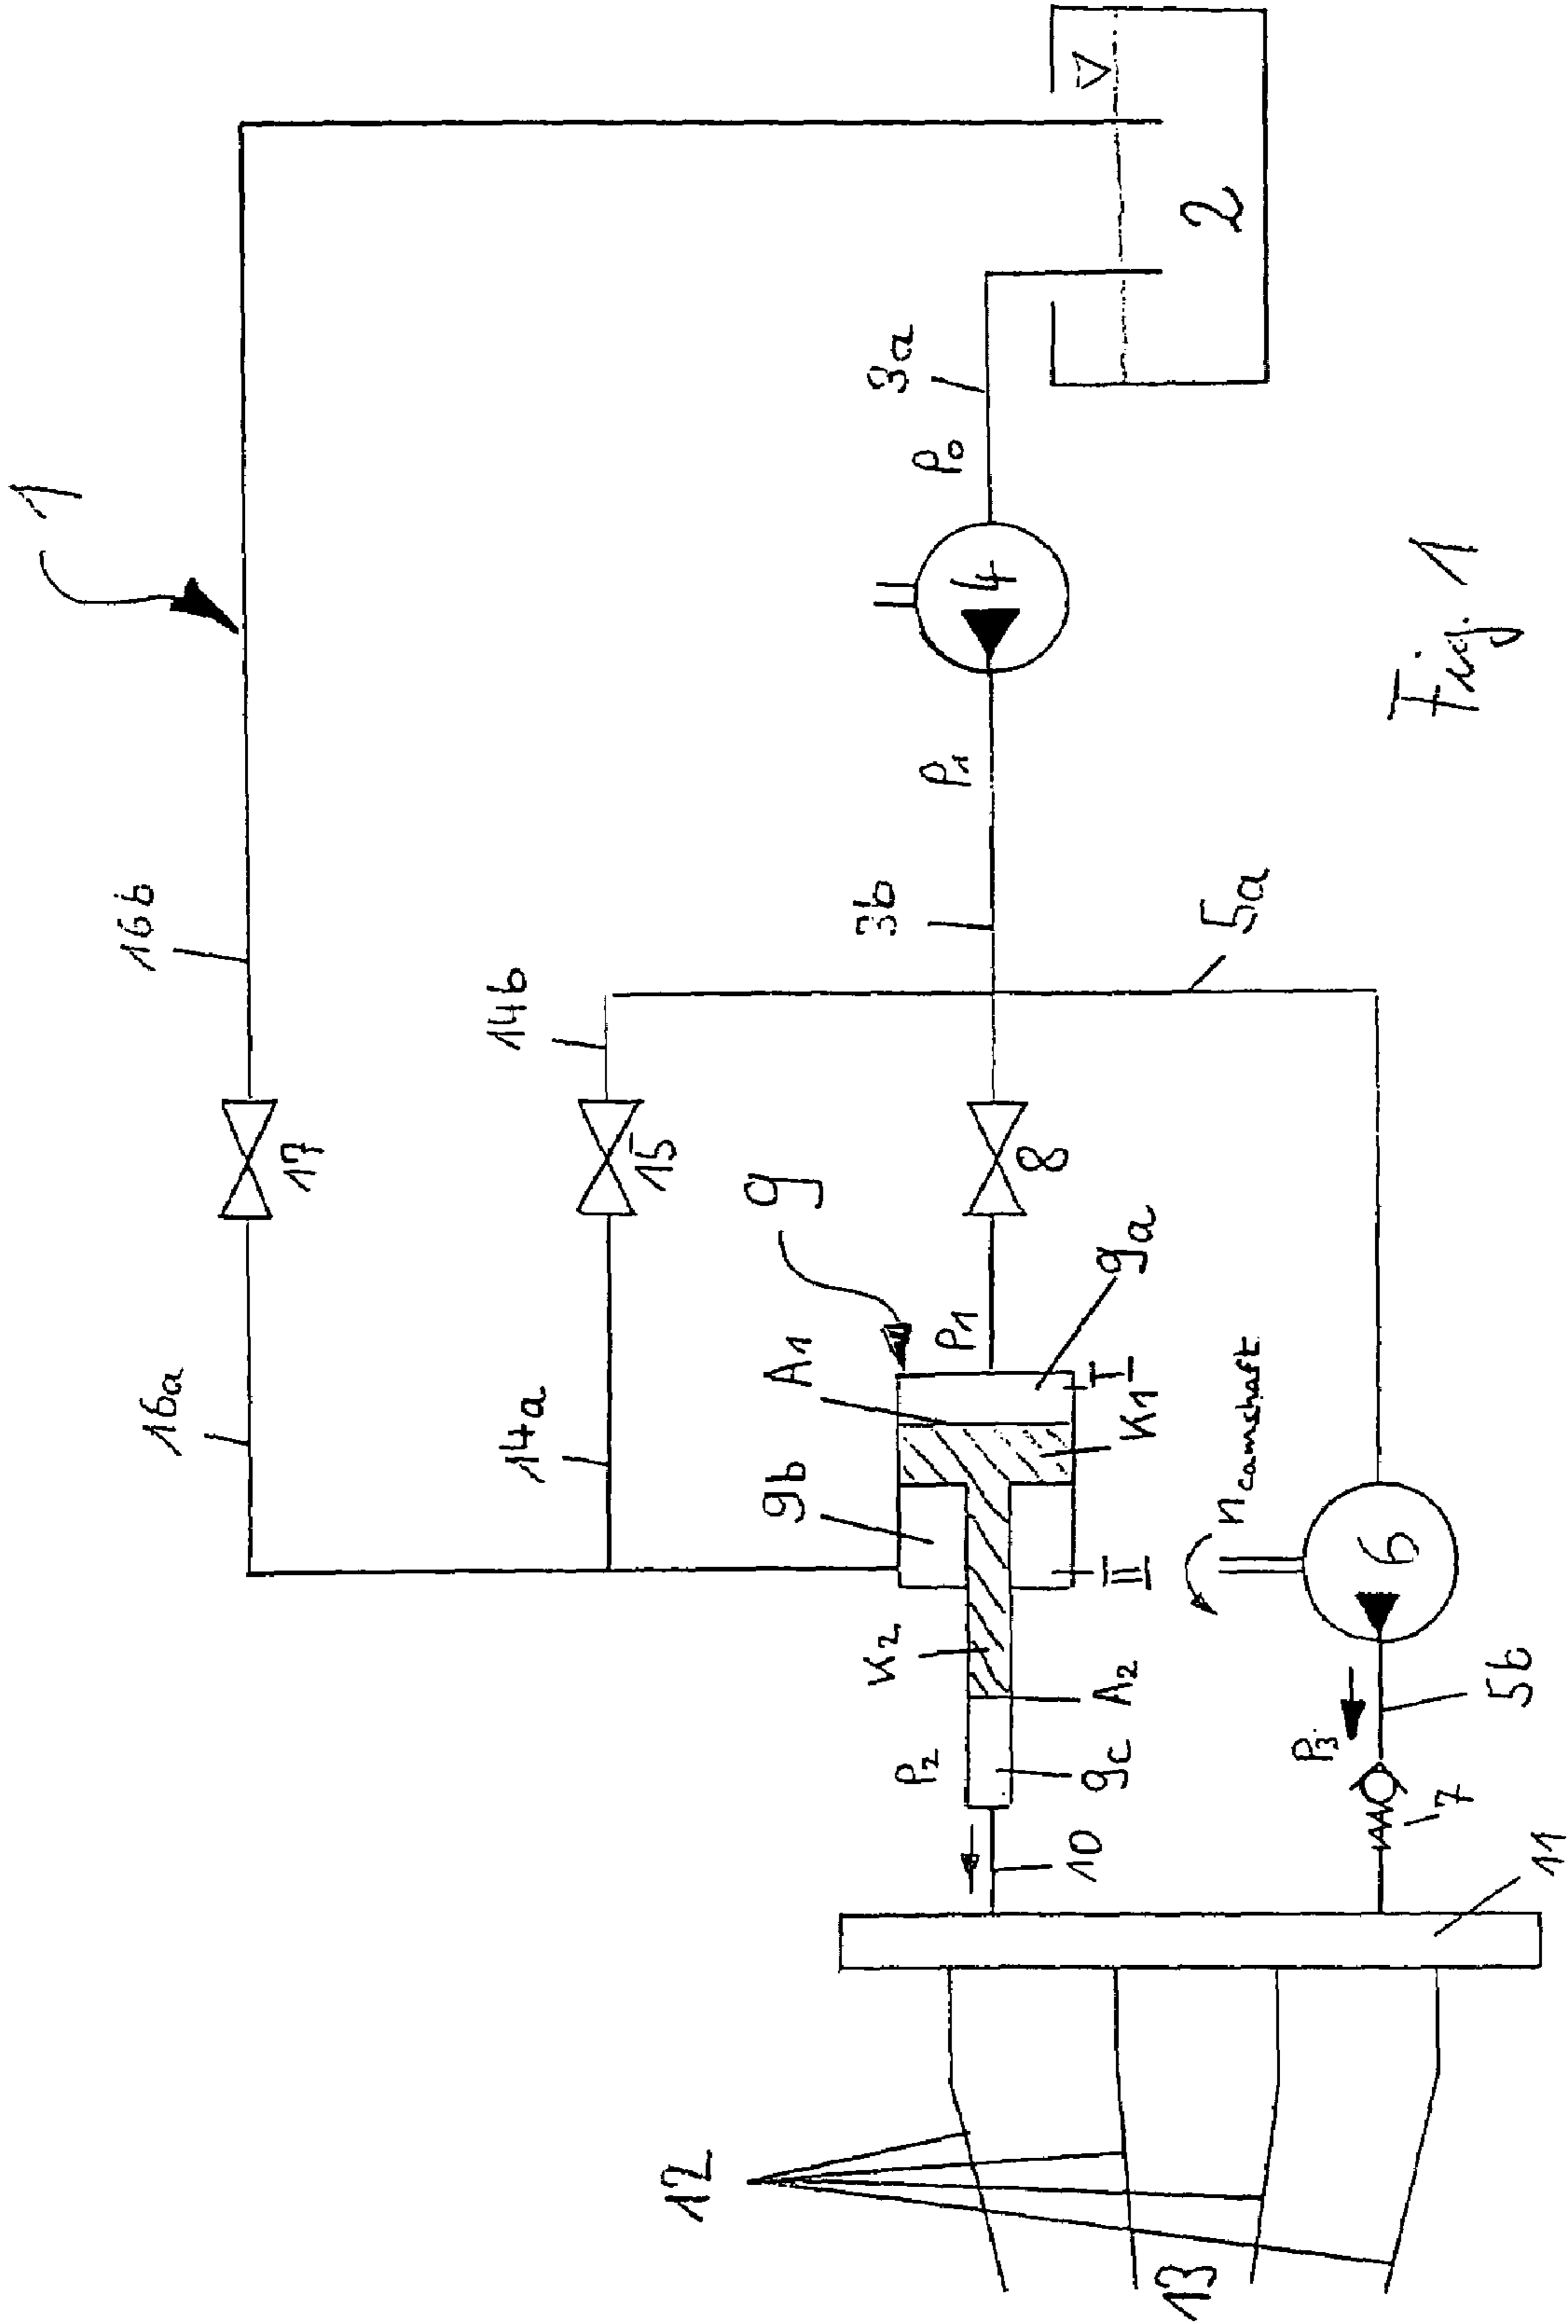 1
16b
16a
17
14b
14a
15
9
8
3b
3a
P₀
P₁
4
2
5a
A1
P1
9a
I
K1
9b
II
K₂
A₂
P₂
9c
10
n camshaft
6
5b
P₃
7
11
12
13
Fig. 1